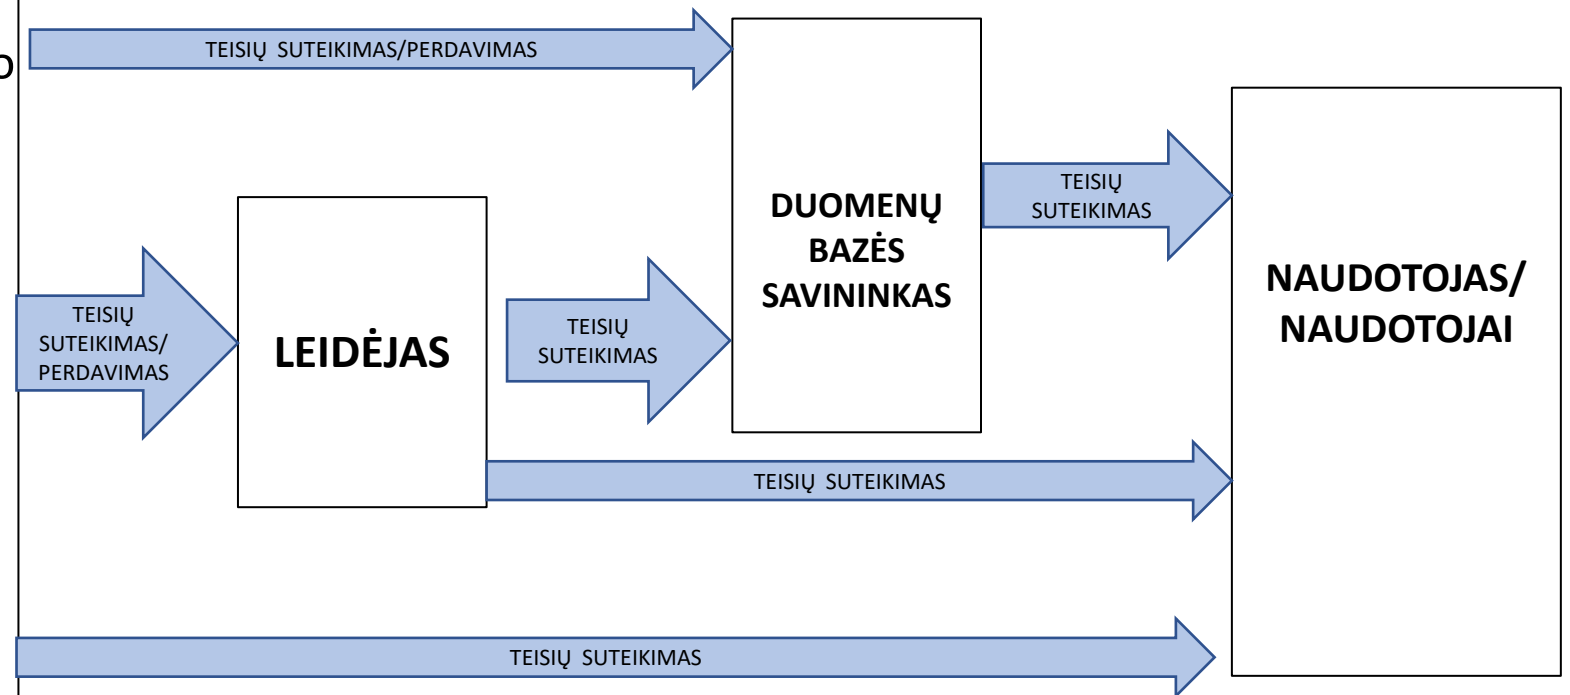 TEISIŲ SUTEIKIMAS/PERDAVIMAS
o
TEISIŲ
SUTEIKIMAS/
PERDAVIMAS
LEIDĖJAS
TEISIŲ
SUTEIKIMAS
DUOMENŲ
BAZĖS
SAVININKAS
TEISIŲ
SUTEIKIMAS
NAUDOTOJAS/
NAUDOTOJAI
TEISIŲ SUTEIKIMAS
TEISIŲ SUTEIKIMAS